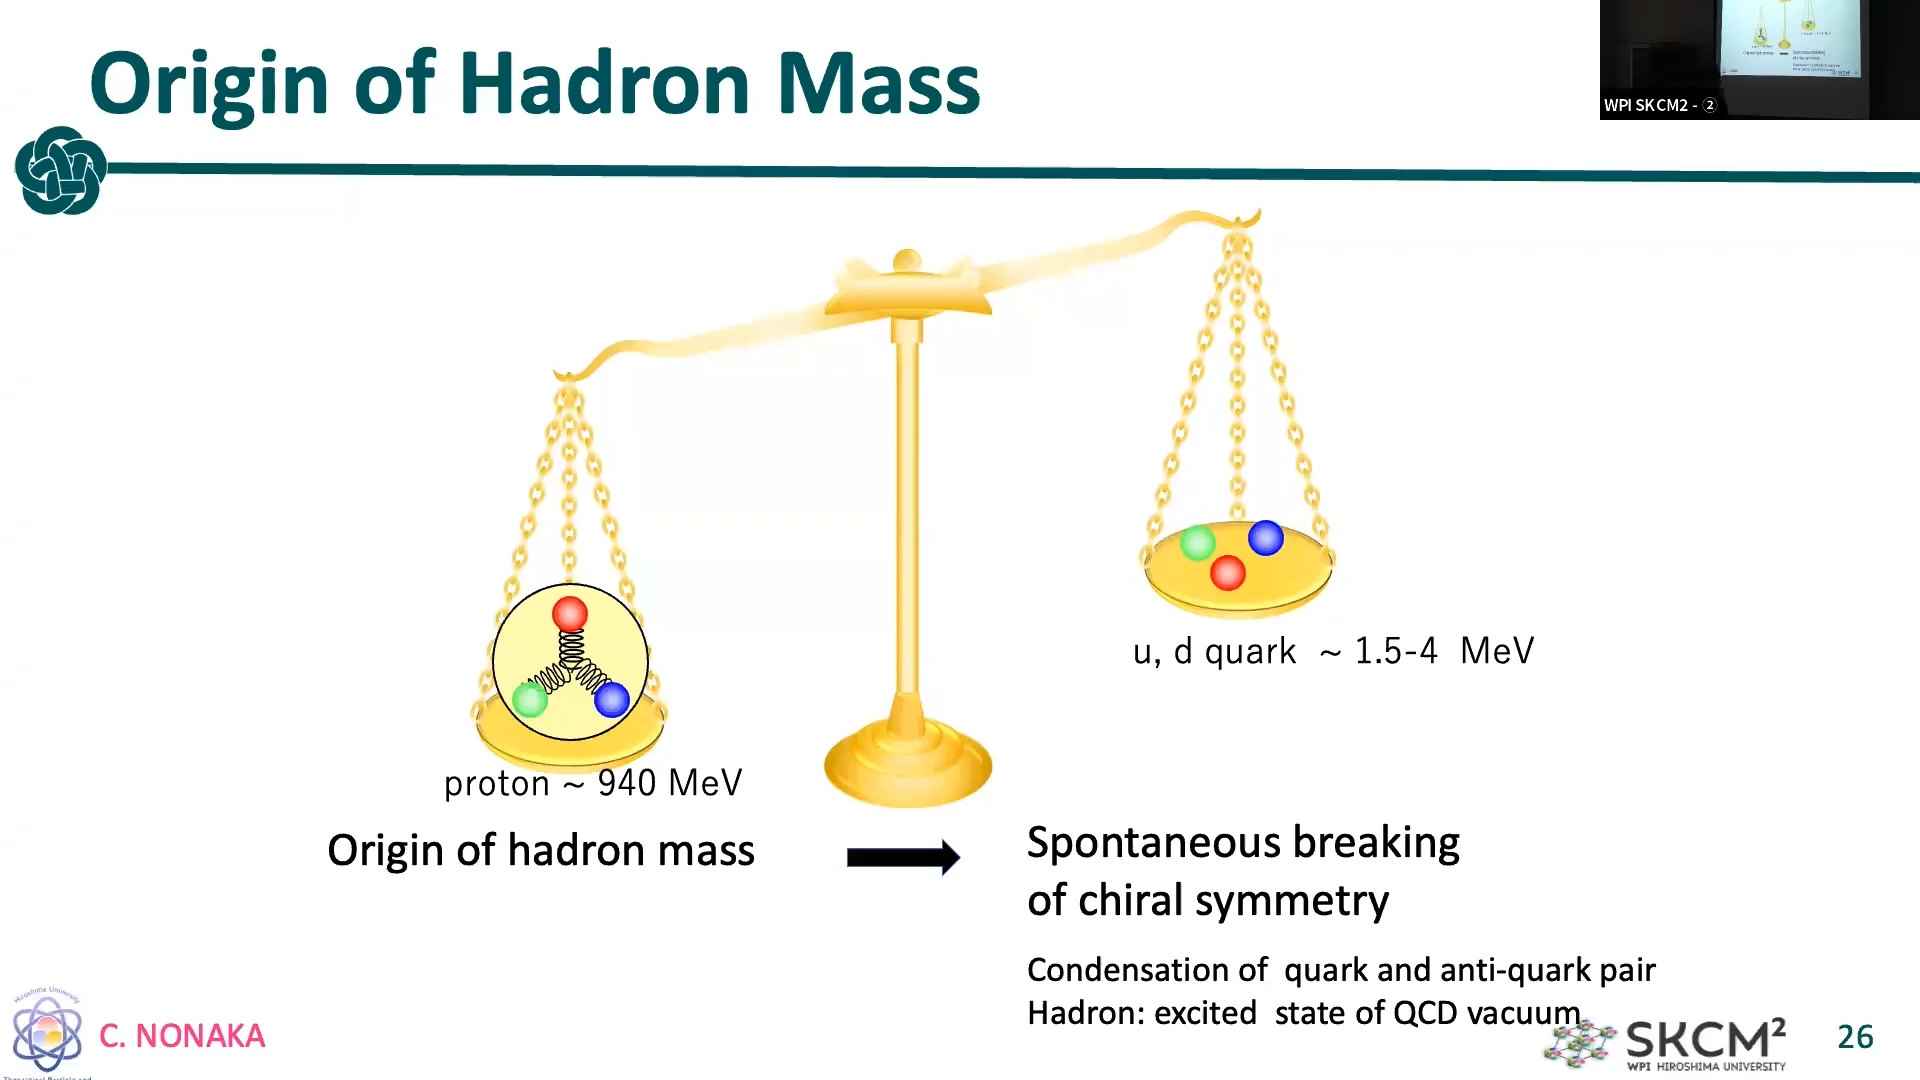 Origin of Hadron Mass
WPI SKCM2 - ②
u, d quark ~ 1.5-4 MeV
proton ~ 940 MeV
Origin of hadron mass
Spontaneous breaking
of chiral symmetry
Condensation of quark and anti-quark pair
Hadron: excited state of QCD vacuum
Hiroshima University
C. NONAKA
SKCM²
WPI HIROSHIMA UNIVERSITY
26